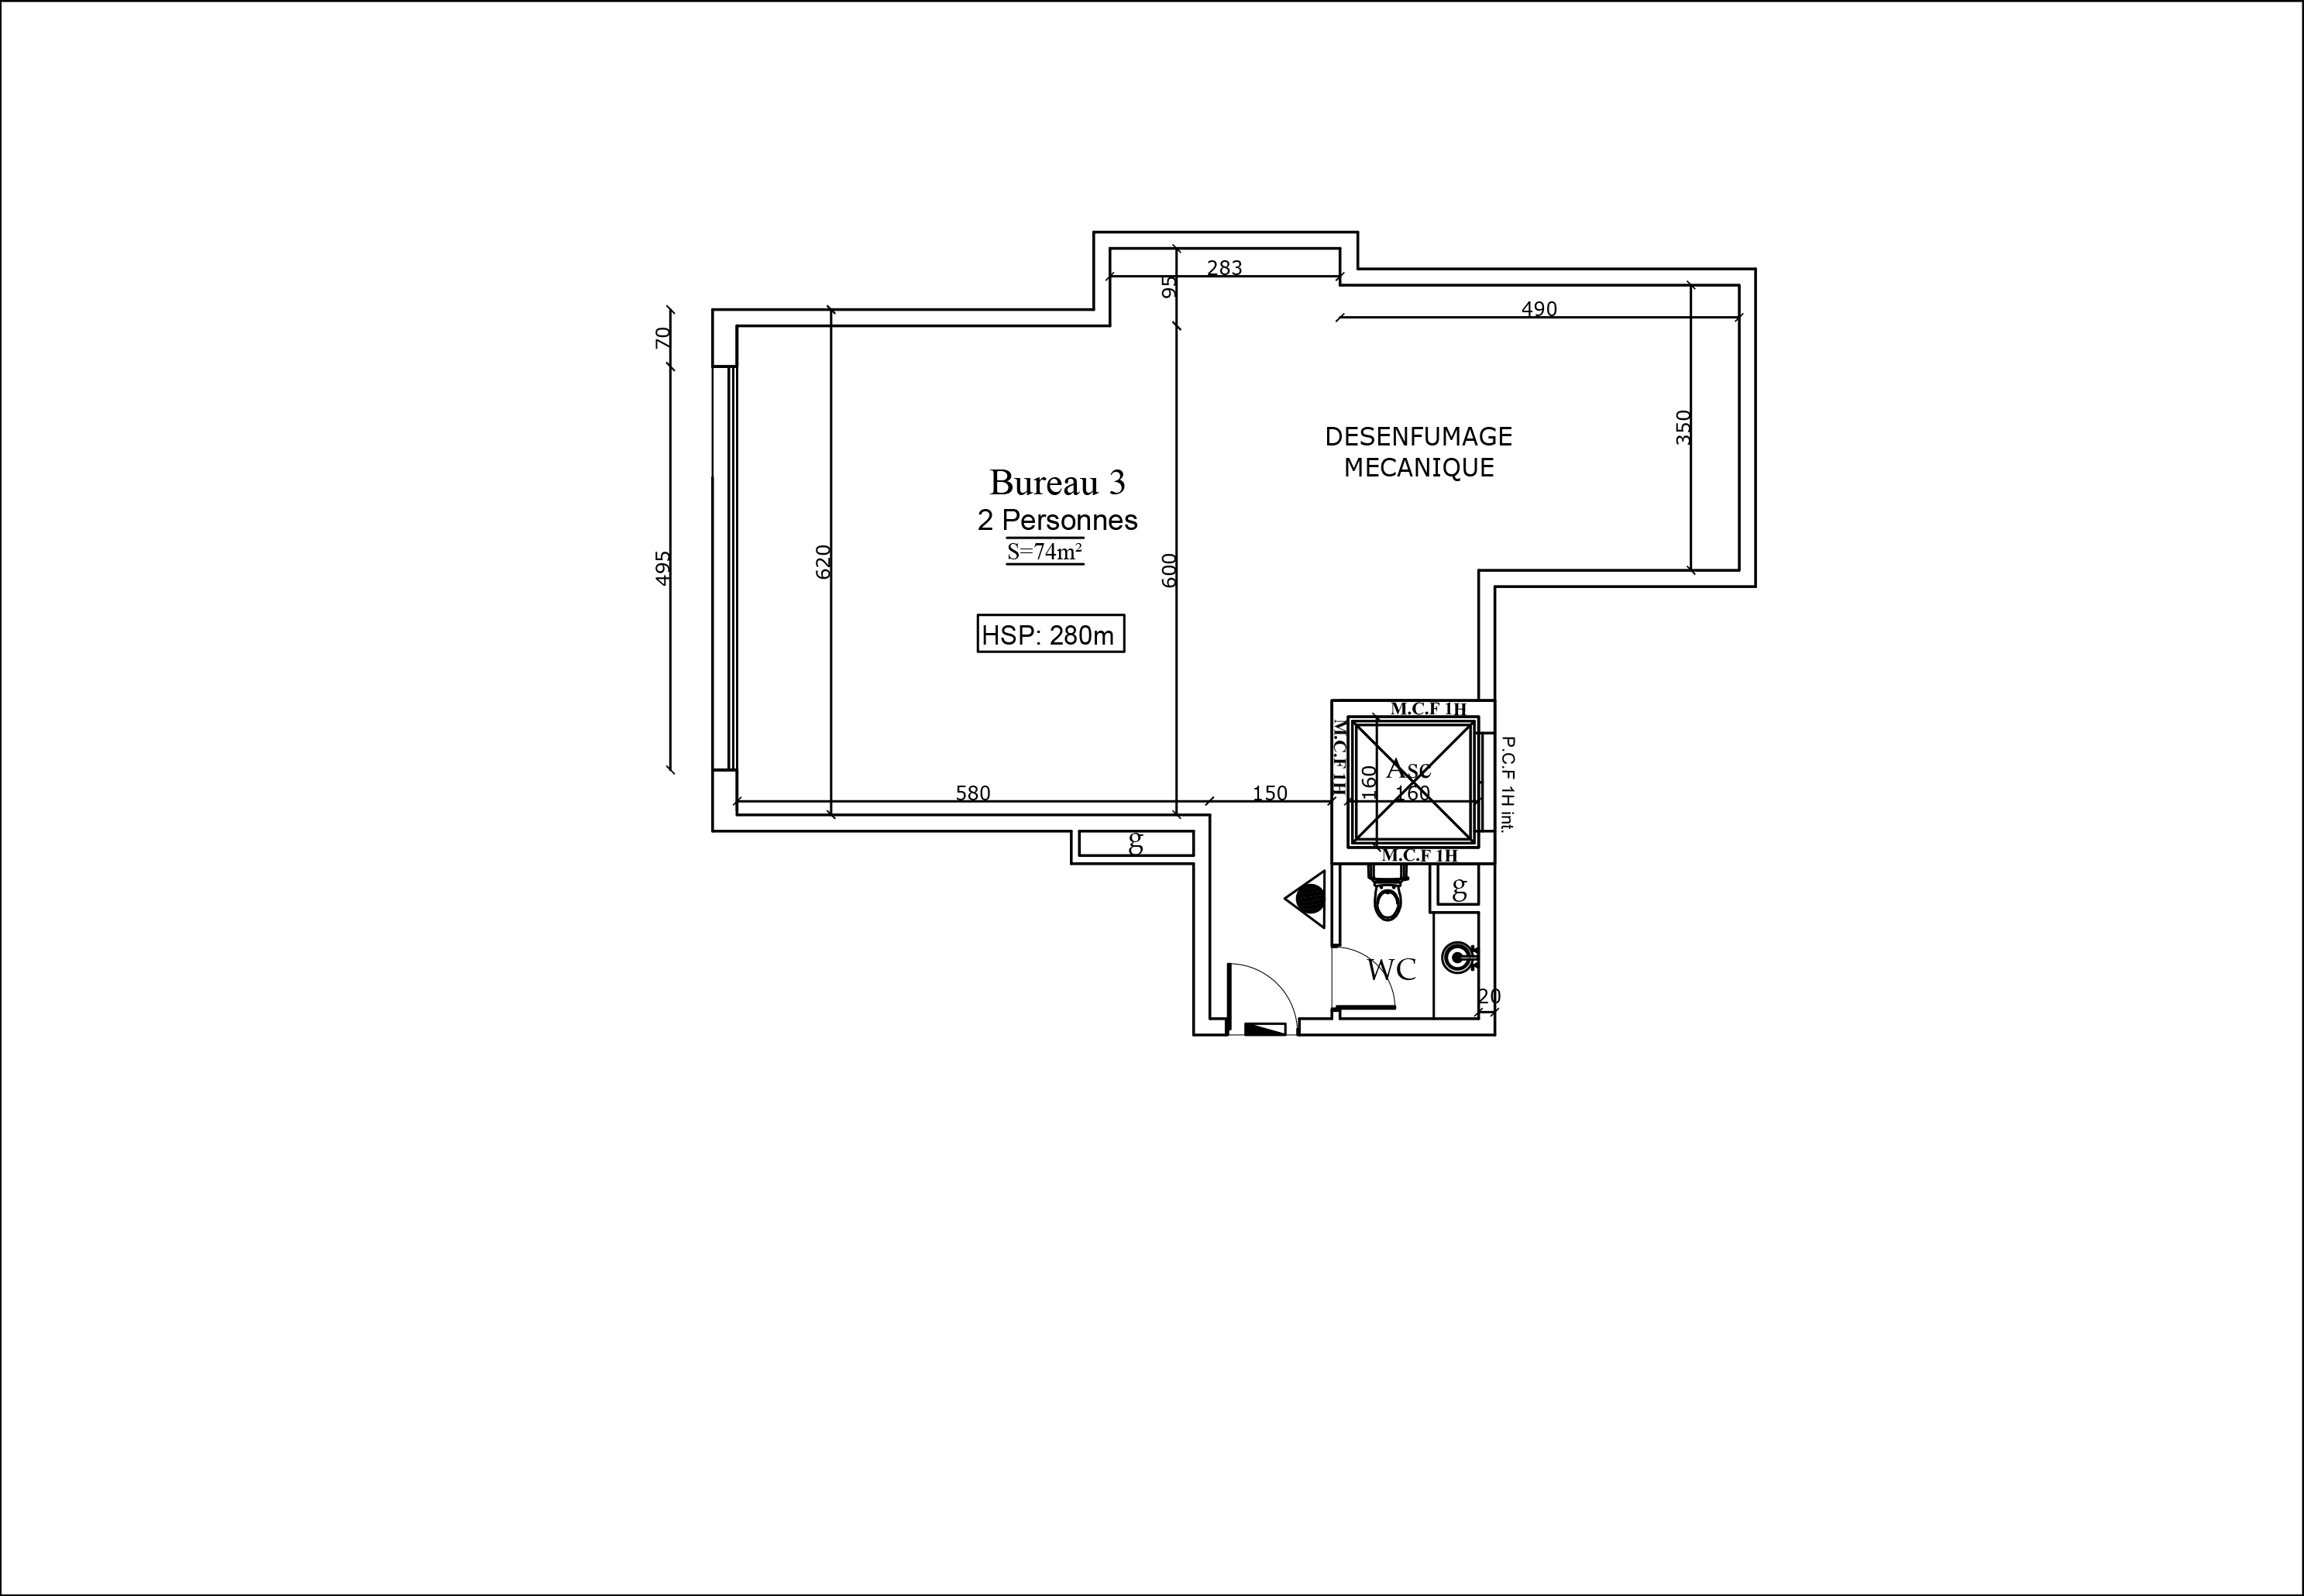 283
95
490
70
350
DESENFUMAGE
MECANIQUE
Bureau 3
2 Personnes
S=74m²
495
620
600
HSP: 280m
M.C.F 1H
M.C.F 1H
P.C.F 1H int.
Asc
160
160
580
150
g
M.C.F 1H
g
WC
20